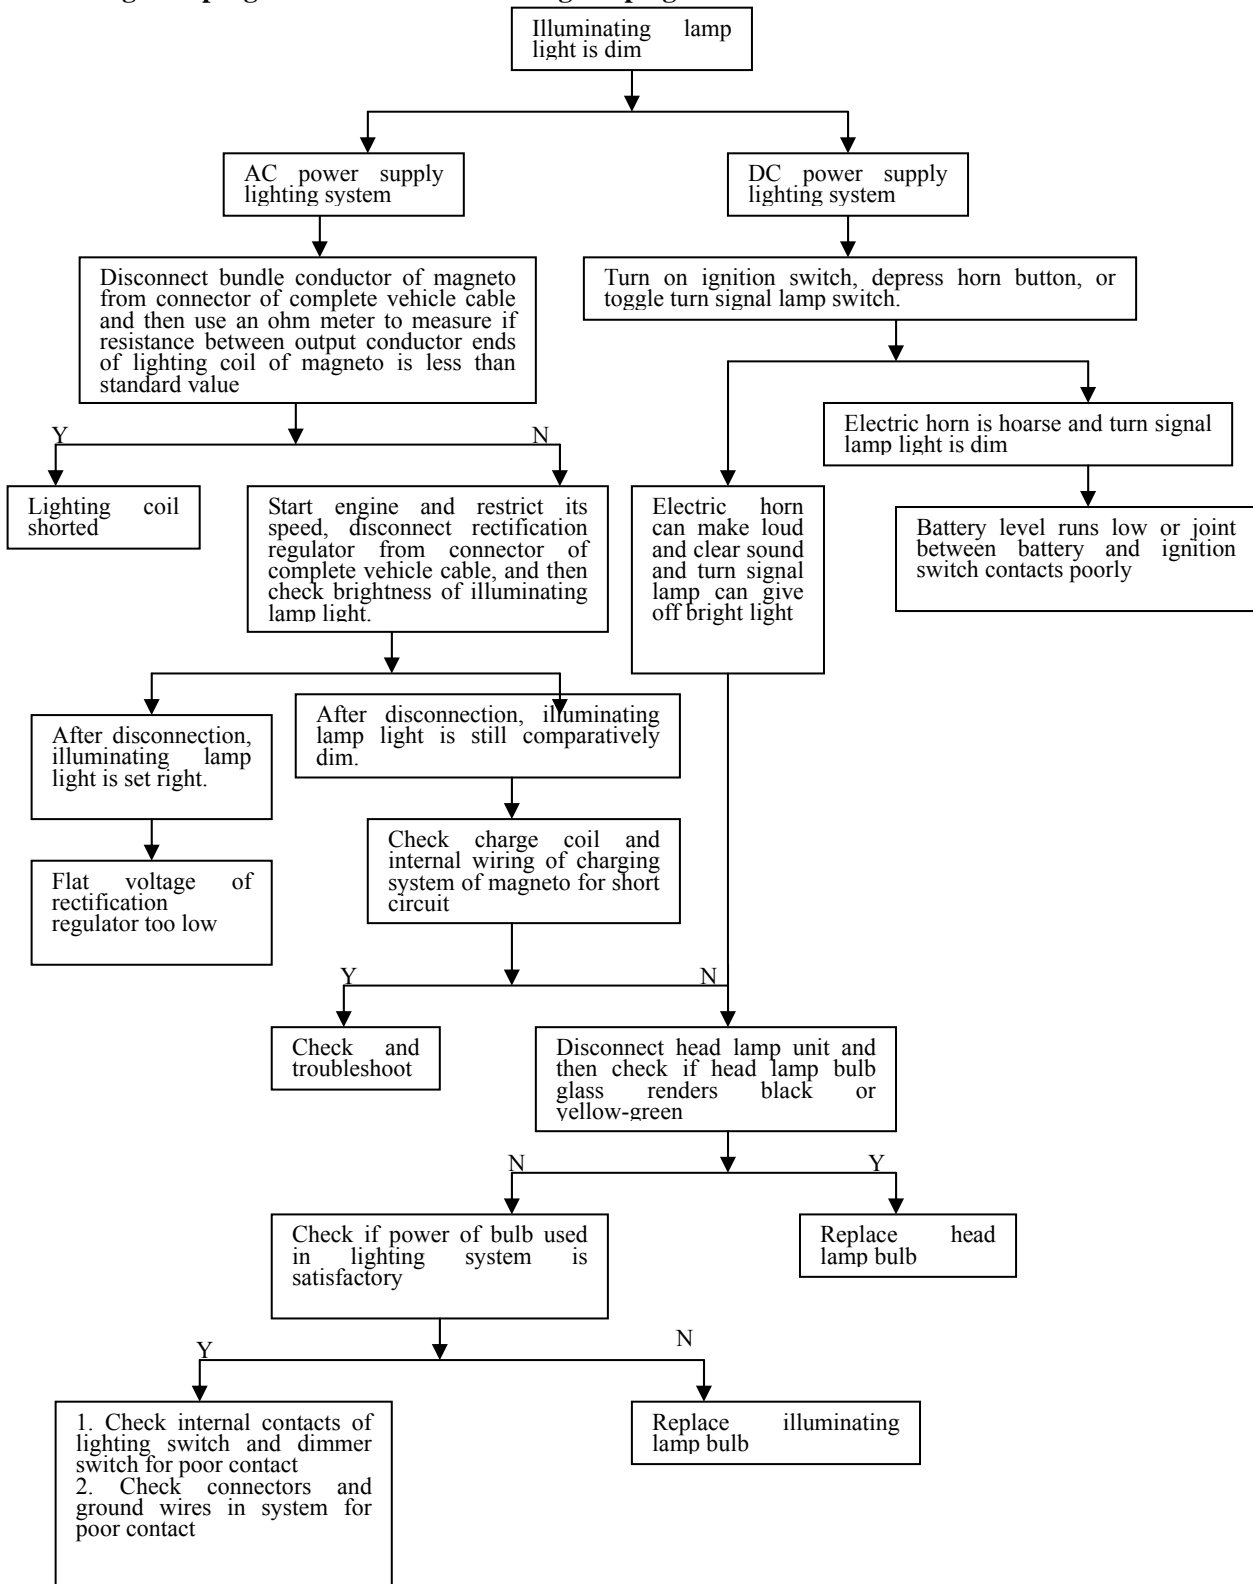 Illuminating lamp
light is dim
AC power supply
lighting system
DC power supply
lighting system
Disconnect bundle conductor of magneto
from connector of complete vehicle cable
and then use an ohm meter to measure if
resistance between output conductor ends
of lighting coil of magneto is less than
standard value
Turn on ignition switch, depress horn button, or
toggle turn signal lamp switch.
Electric horn is hoarse and turn signal
lamp light is dim
Y
N
Lighting coil
shorted
Start engine and restrict its
speed, disconnect rectification
regulator from connector of
complete vehicle cable, and then
check brightness of illuminating
lamp light.
Electric horn
can make loud
and clear sound
and turn signal
lamp can give
off bright light
Battery level runs low or joint
between battery and ignition
switch contacts poorly
After disconnection,
illuminating lamp
light is set right.
After disconnection, illuminating
lamp light is still comparatively
dim.
Flat voltage of
rectification
regulator too low
Check charge coil and
internal wiring of charging
system of magneto for short
circuit
Y
N
Check and
troubleshoot
Disconnect head lamp unit and
then check if head lamp bulb
glass renders black or
yellow-green
N
Y
Check if power of bulb used
in lighting system is
satisfactory
Replace head
lamp bulb
Y
N
1. Check internal contacts of
lighting switch and dimmer
switch for poor contact
2. Check connectors and
ground wires in system for
poor contact
Replace illuminating
lamp bulb